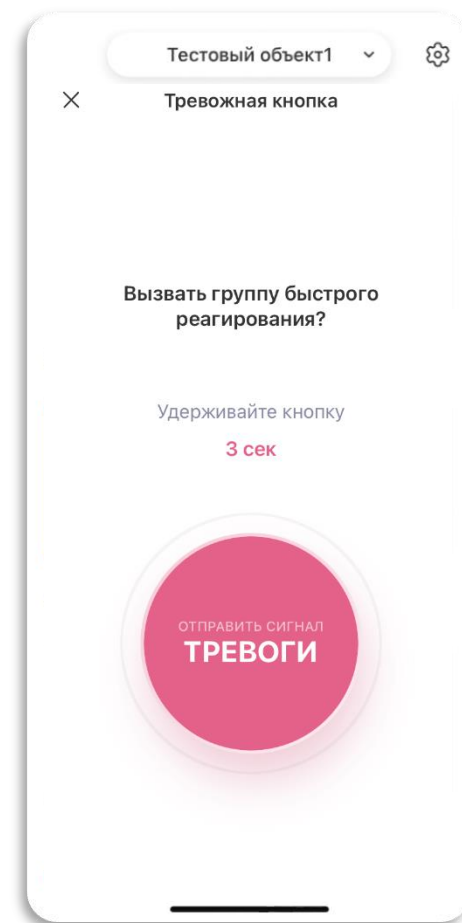 Тестовый объект1
Тревожная кнопка
Вызвать группу быстрого
реагирования?
Удерживайте кнопку
3 сек
ОТПРАВИТЬ СИГНАЛ
ТРЕВОГИ